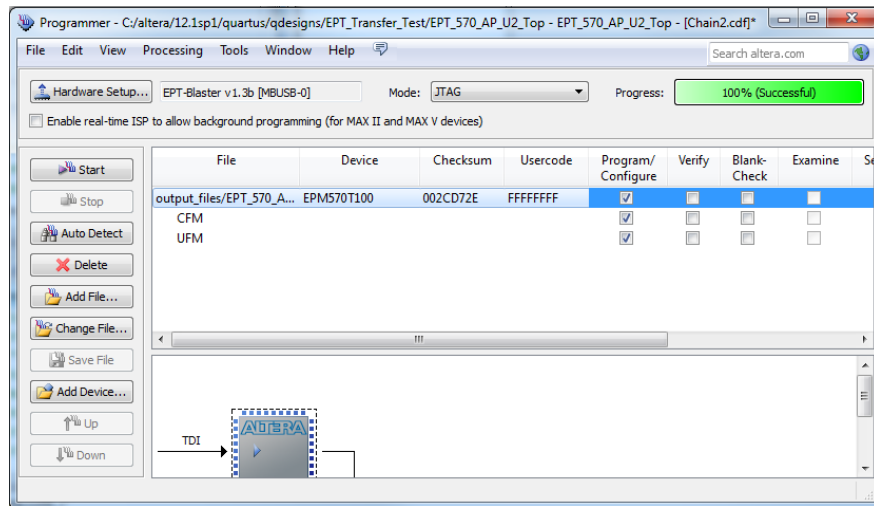 Programmer - C:/altera/12.1sp1/quartus/qdesigns/EPT_Transfer_Test/EPT_570_AP_U2_Top - EPT_570_AP_U2_Top - [Chain2.cdf]*
File Edit View Processing Tools Window Help
Search altera.com
Hardware Setup... EPT-Blaster v1.3b [MBUSB-0] Mode: JTAG Progress: 100% (Successful)
Enable real-time ISP to allow background programming (for MAX II and MAX V devices)
Start
Stop
Auto Detect
Delete
Add File...
Change File...
Save File
Add Device...
Up
Down
File Device Checksum Usercode Program/ Verify Blank- Examine Se
Configure Check
output_files/EPT_570_A... EPM570T100 002CD72E FFFFFFFF
CFM
UFM
TDI
ALTERA